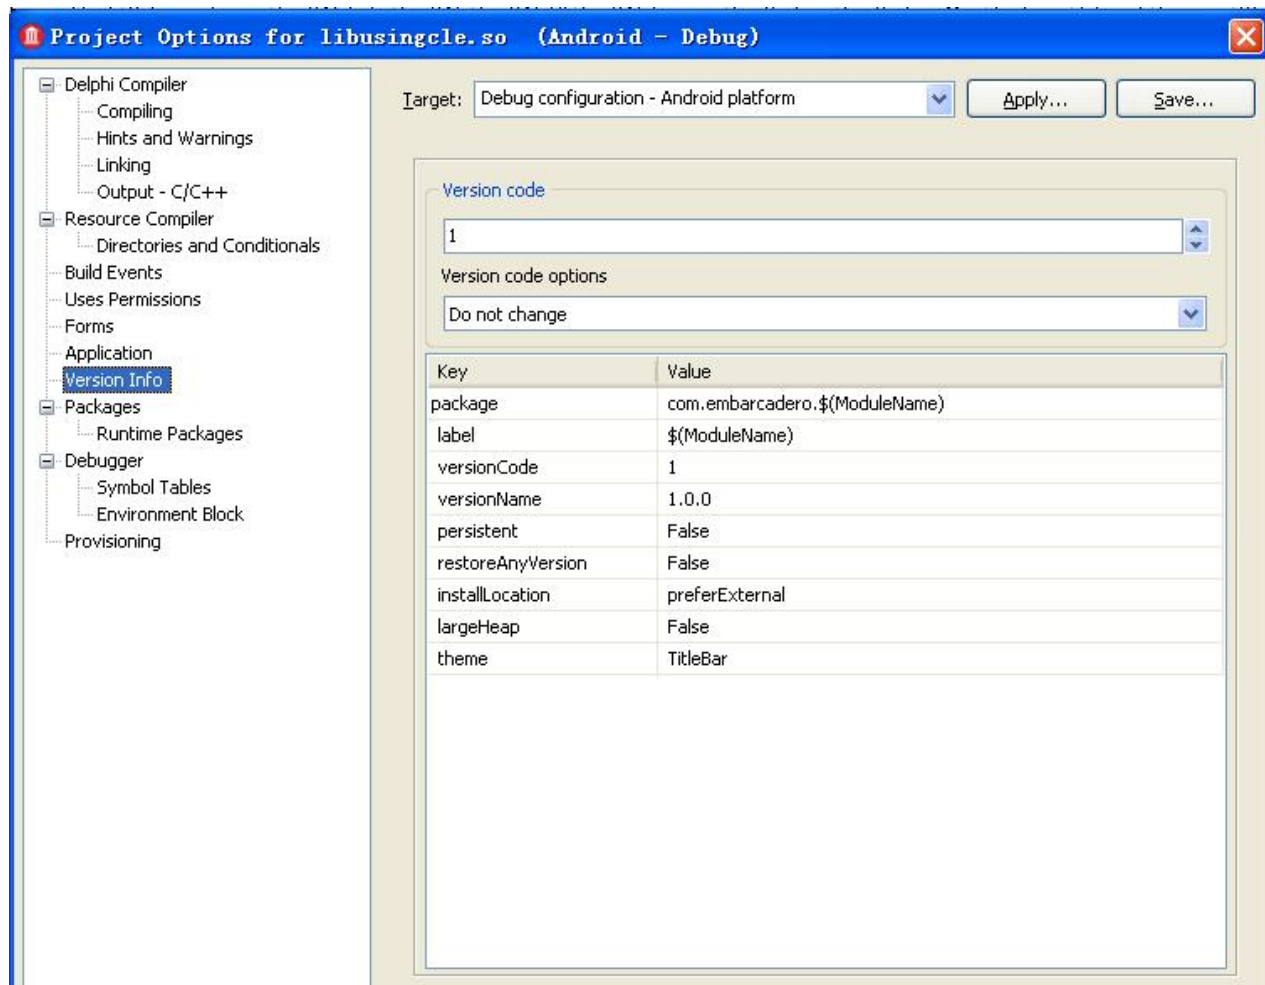 Project Options for libusingcle.so (Android - Debug)
Delphi Compiler
Compiling
Hints and Warnings
Linking
Output - C/C++
Resource Compiler
Directories and Conditionals
Build Events
Uses Permissions
Forms
Application
Version Info
Packages
Runtime Packages
Debugger
Symbol Tables
Environment Block
Provisioning
Target: Debug configuration - Android platform Apply... Save...
Version code
1
Version code options
Do not change
Key Value
package com.embarcadero.$(ModuleName)
label $(ModuleName)
versionCode 1
versionName 1.0.0
persistent False
restoreAnyVersion False
installLocation preferExternal
largeHeap False
theme TitleBar